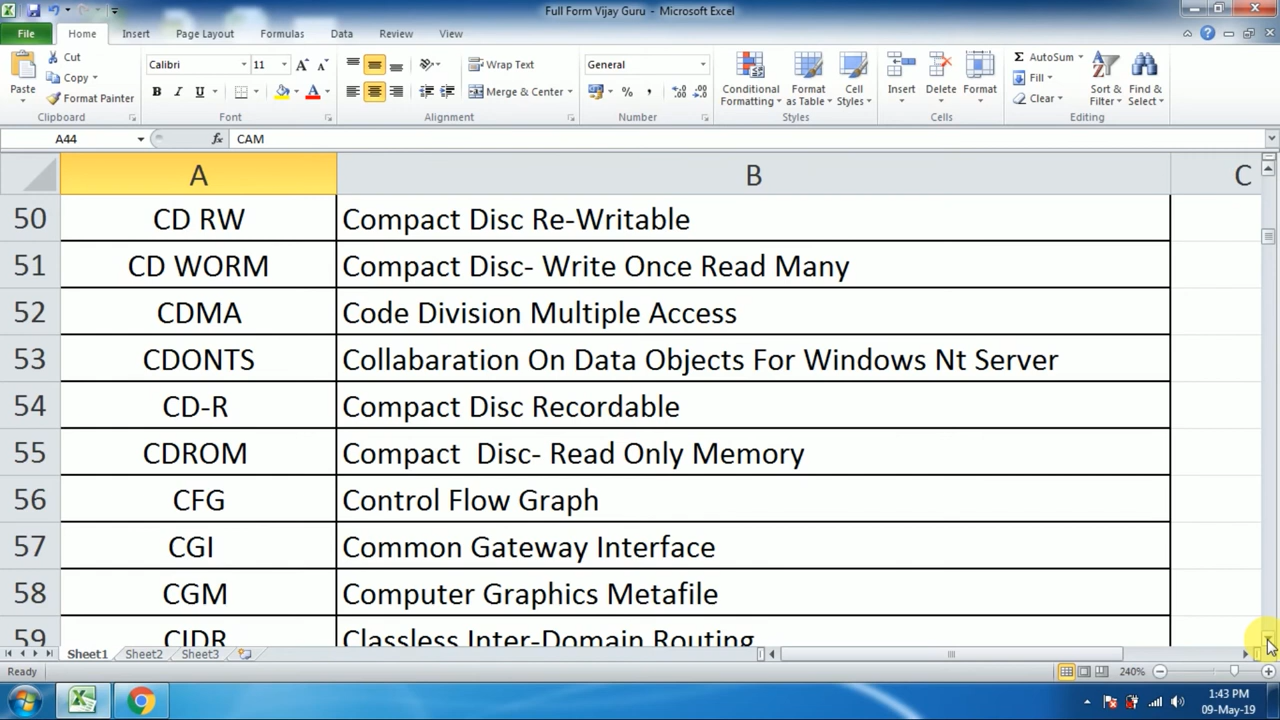 Full Form Vijay Guru - Microsoft Excel
File Home Insert Page Layout Formulas Data Review View
Paste Cut Copy Format Painter Clipboard
Calibri 11 A A B I U A Font
Wrap Text Merge & Center Alignment
General % , .0 .00 .00 .0 Number
Conditional Formatting Format as Table Cell Styles Styles
Insert Delete Format Cells
Σ AutoSum Fill Clear Sort & Filter Find & Select Editing
A44 fx CAM
A B C
50 CD RW Compact Disc Re-Writable
51 CD WORM Compact Disc- Write Once Read Many
52 CDMA Code Division Multiple Access
53 CDONTS Collabaration On Data Objects For Windows Nt Server
54 CD-R Compact Disc Recordable
55 CDROM Compact  Disc- Read Only Memory
56 CFG Control Flow Graph
57 CGI Common Gateway Interface
58 CGM Computer Graphics Metafile
59 CIDR Classless Inter-Domain Routing
Sheet1 Sheet2 Sheet3
Ready 240%
1:43 PM
09-May-19